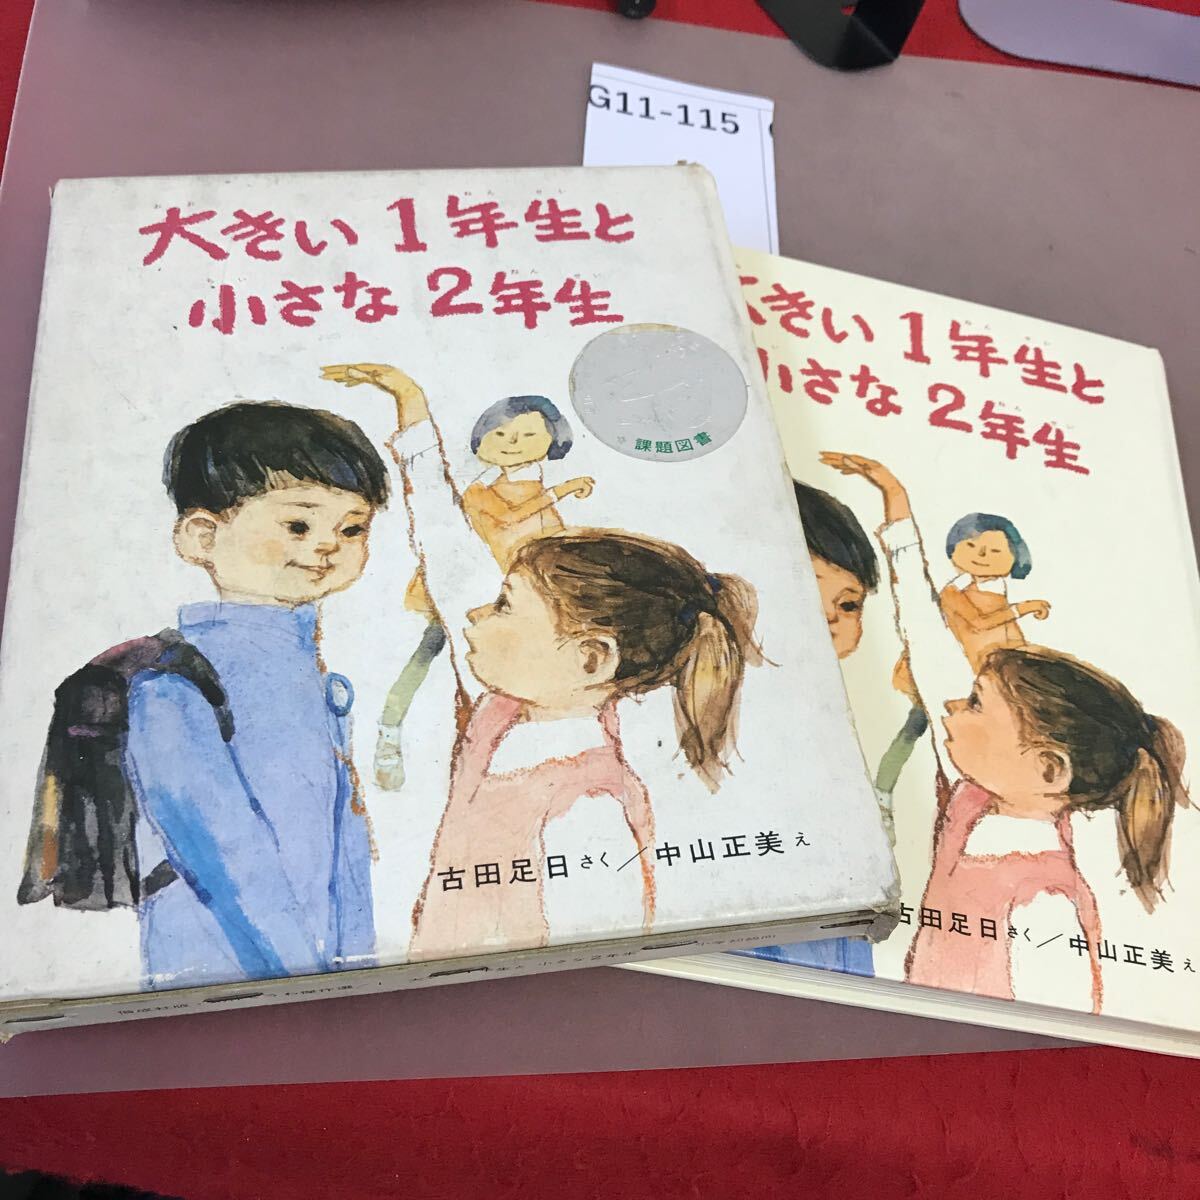 G11-115
大きい1年生と
小さな2年生
課題図書
古田足日 さく／中山正美 え
大きい1年生と
小さな2年生
古田足日 さく／中山正美 え